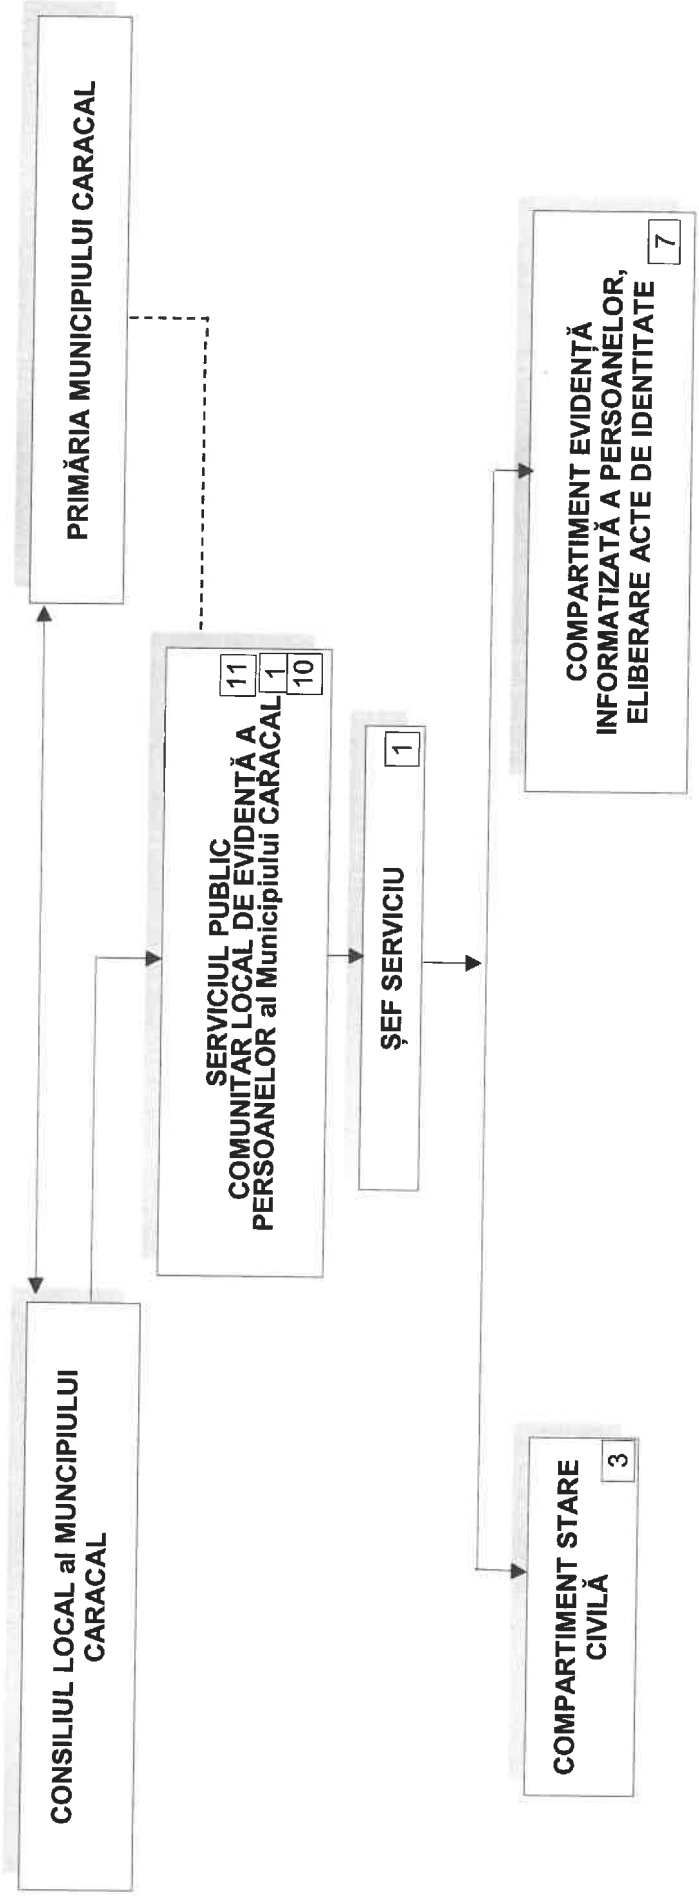 CONSILIUL LOCAL al MUNCIPIULUI
CARACAL
PRIMĂRIA MUNICIPIULUI CARACAL
SERVICIUL PUBLIC
COMUNITAR LOCAL DE EVIDENȚĂ A
PERSOANELOR al Municipiului CARACAL
11
1
10
ȘEF SERVICIU
1
COMPARTIMENT STARE
CIVILĂ
3
COMPARTIMENT EVIDENȚĂ
INFORMATIZATĂ A PERSOANELOR,
ELIBERARE ACTE DE IDENTITATE
7